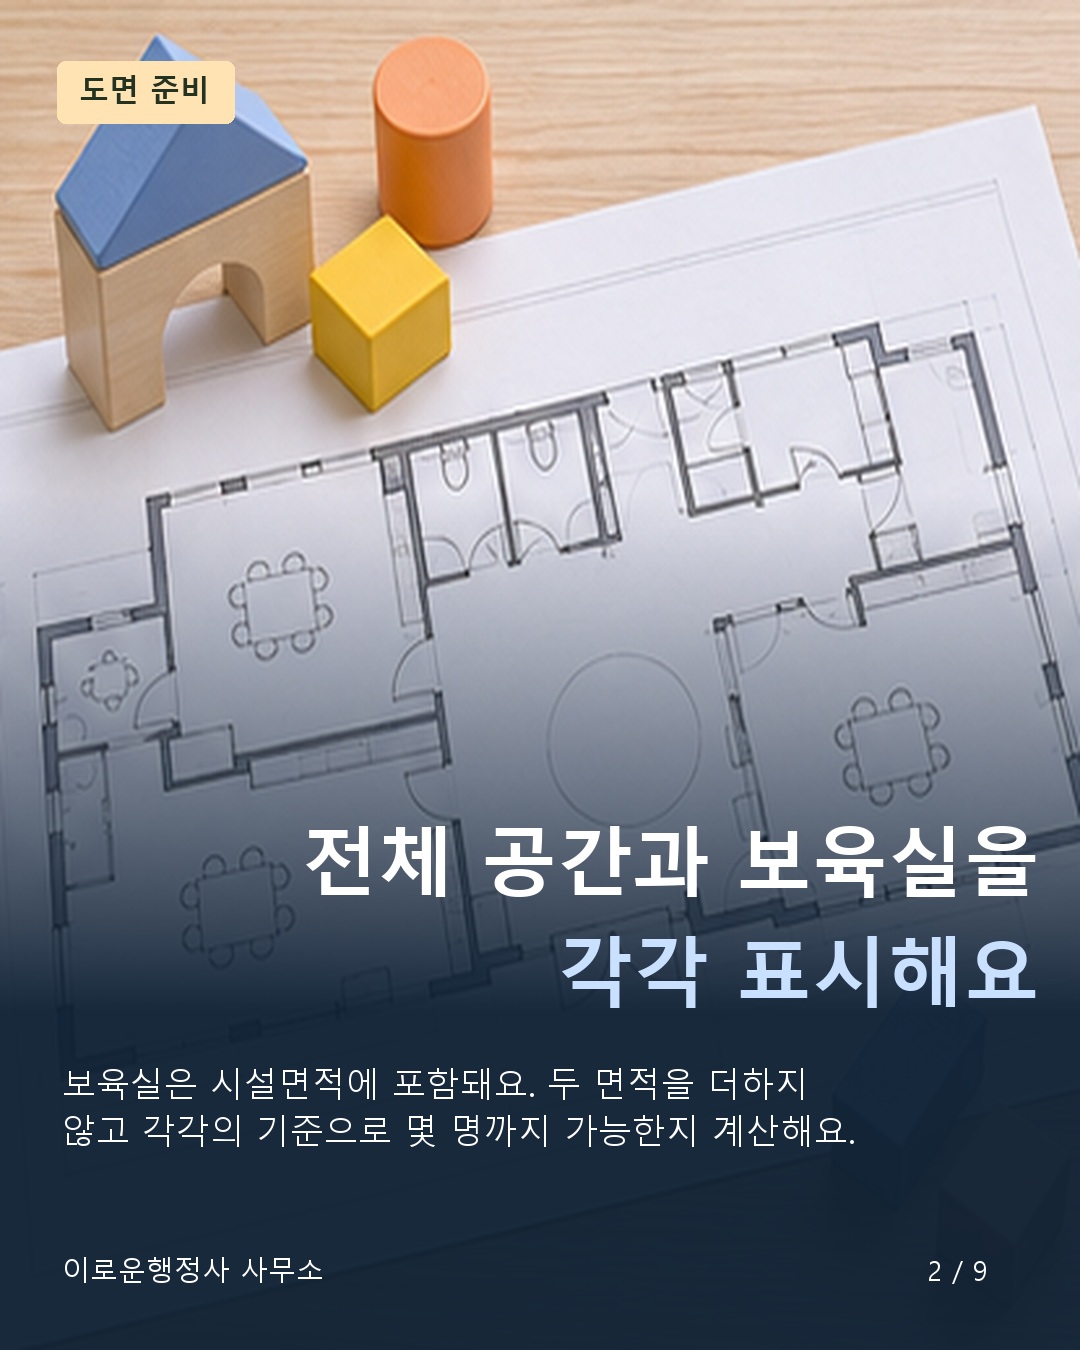 도면 준비
전체 공간과 보육실을
각각 표시해요
보육실은 시설면적에 포함돼요. 두 면적을 더하지
않고 각각의 기준으로 몇 명까지 가능한지 계산해요.
이로운행정사 사무소
2 / 9